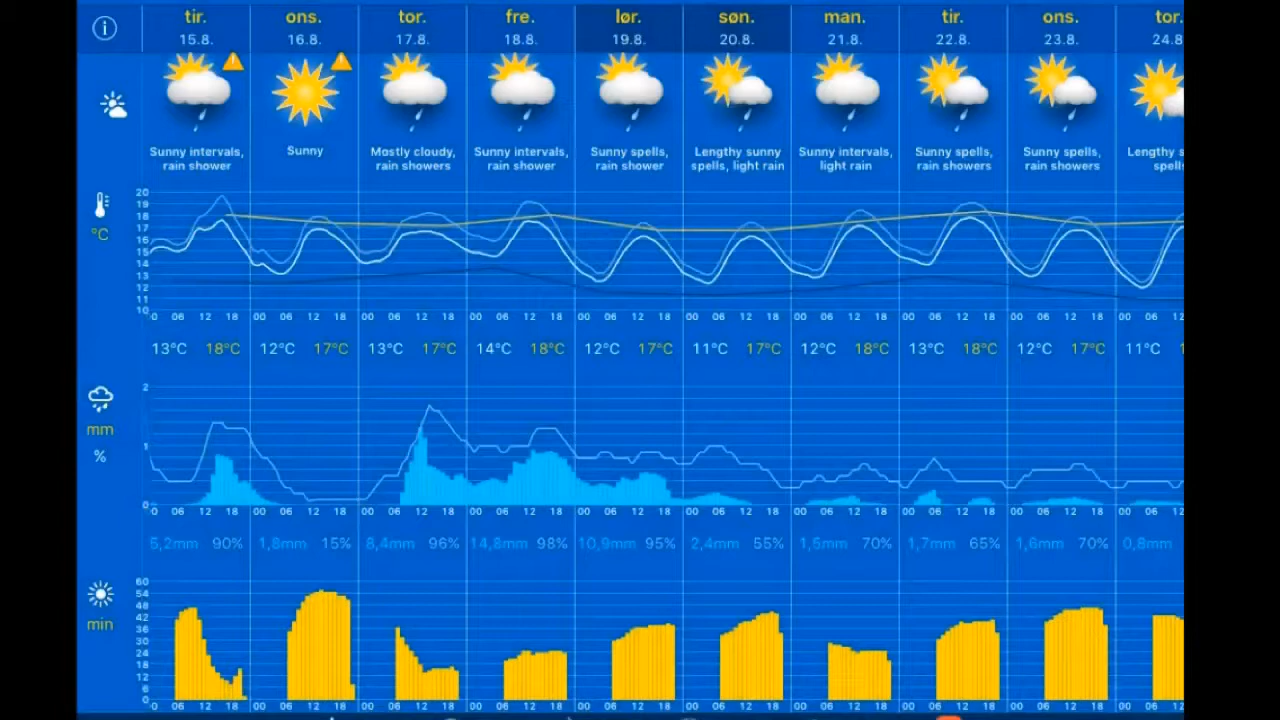 tir. ons. tor. fre. lør. søn. man. tir. ons. tor.
15.8. 16.8. 17.8. 18.8. 19.8. 20.8. 21.8. 22.8. 23.8. 24.8
Sunny intervals, Sunny Mostly cloudy, Sunny intervals, Sunny spells, Lengthy sunny Sunny intervals, Sunny spells, Sunny spells, Lengthy s
rain shower rain showers rain shower rain shower spells, light rain light rain rain showers rain showers spell
20
19
18
17
°C
16
15
14
13
12
11
10
0 06 12 18 00 06 12 18 00 06 12 18 00 06 12 18 00 06 12 18 00 06 12 18 00 06 12 18 00 06 12 18 00 06 12 18 00 06 12
13°C 18°C 12°C 17°C 13°C 17°C 14°C 18°C 12°C 17°C 11°C 17°C 12°C 18°C 13°C 18°C 12°C 17°C 11°C 1
2
mm
1
%
0
0 06 12 18 00 06 12 18 00 06 12 18 00 06 12 18 00 06 12 18 00 06 12 18 00 06 12 18 00 06 12 18 00 06 12 18 00 06 12
5,2mm 90% 1,8mm 15% 8,4mm 96% 14,8mm 98% 10,9mm 95% 2,4mm 55% 1,5mm 70% 1,7mm 65% 1,6mm 70% 0,8mm
60
54
48
42
min
36
30
24
18
12
6
0
0 06 12 18 00 06 12 18 00 06 12 18 00 06 12 18 00 06 12 18 00 06 12 18 00 06 12 18 00 06 12 18 00 06 12 18 00 06 12